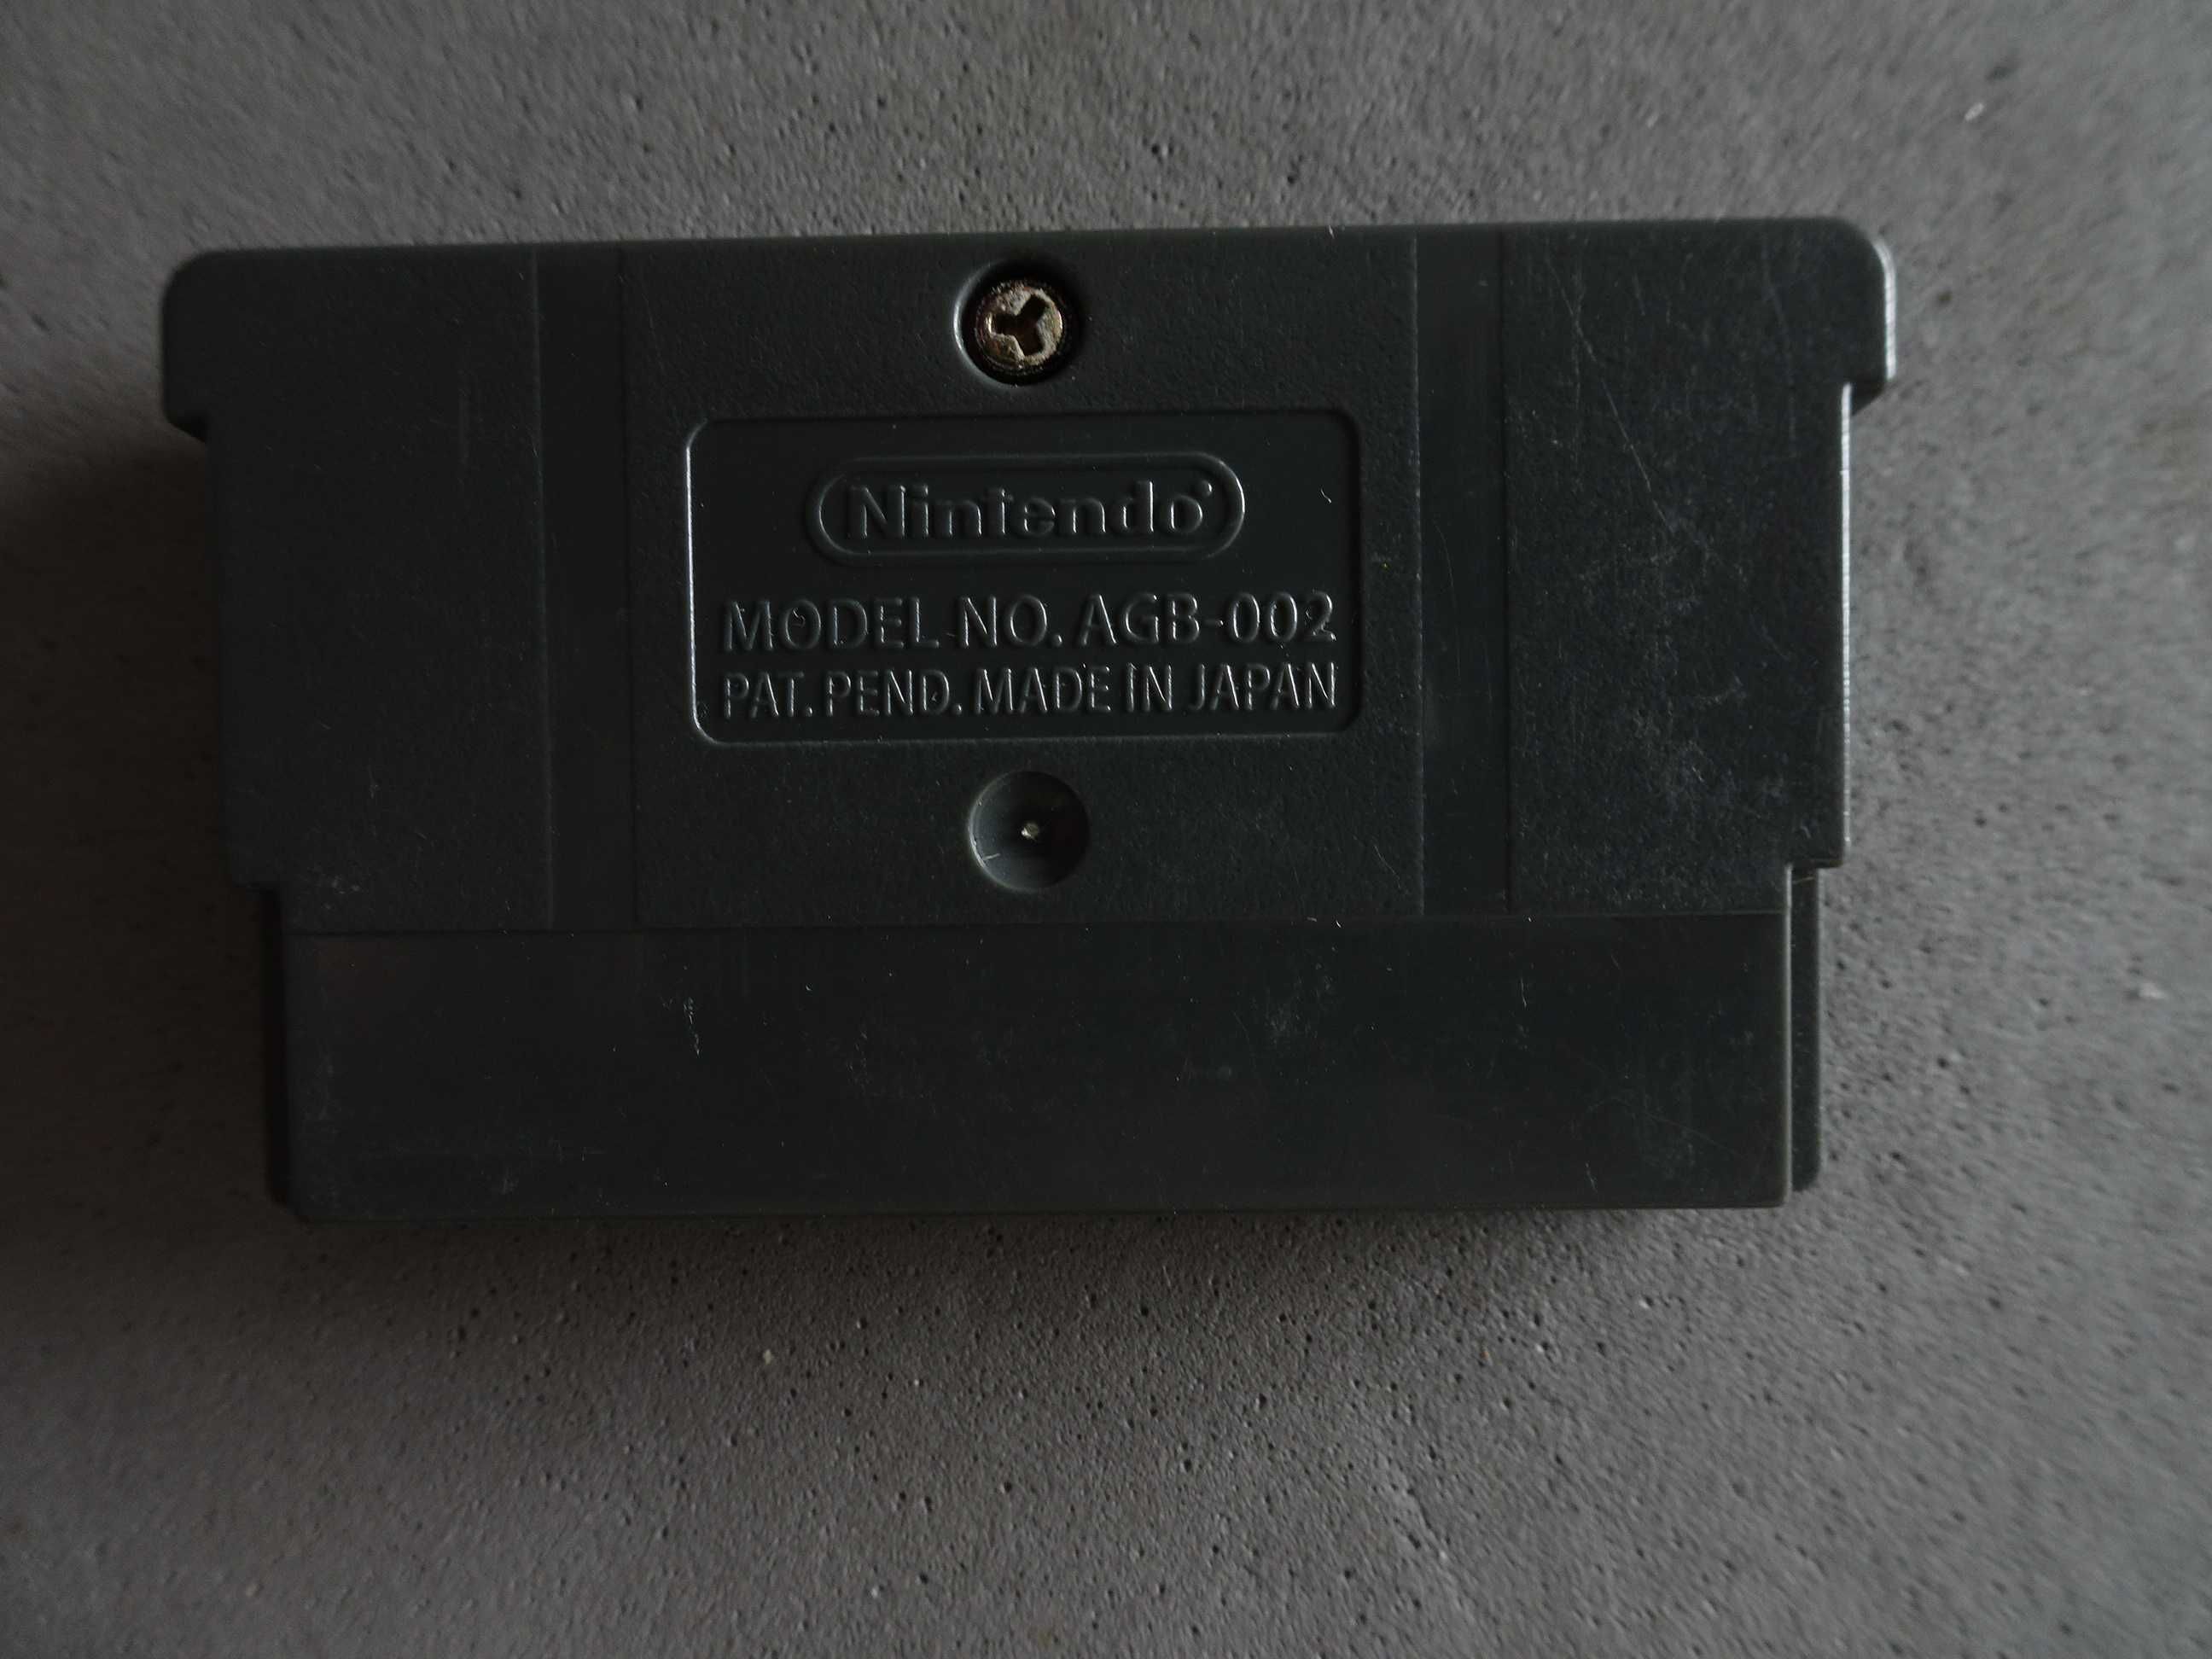 Nintendo
MODEL NO. AGB-002
PAT. PEND. MADE IN JAPAN